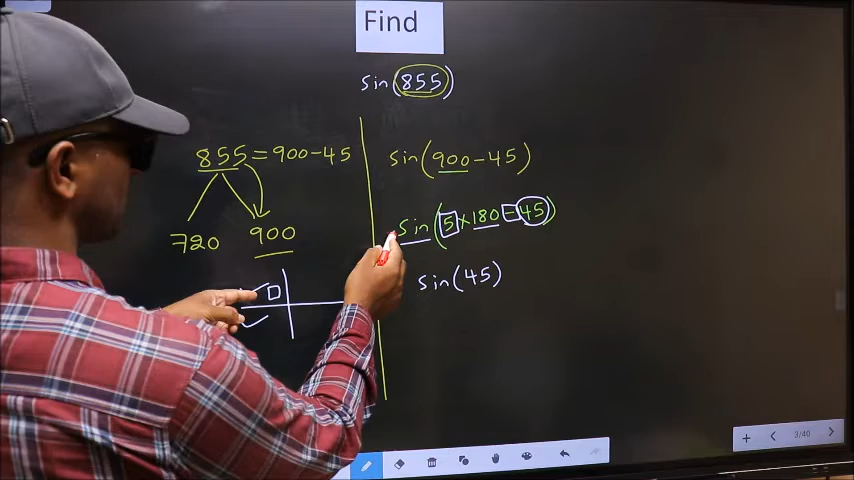 Find
sin(855)
855=900-45
720 900
sin(900-45)
sin(5×180-45)
sin(45)
3/40